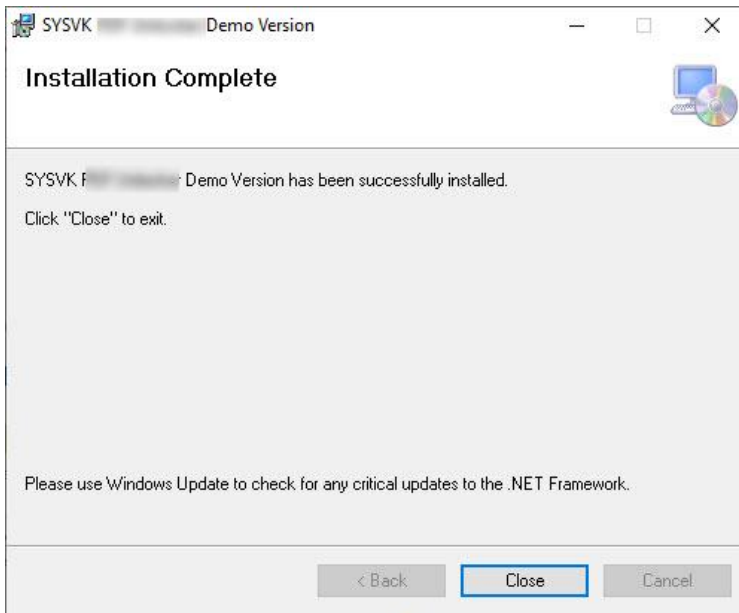 SYSVK Demo Version
Installation Complete
SYSVK Demo Version has been successfully installed.
Click "Close" to exit.
Please use Windows Update to check for any critical updates to the .NET Framework.
< Back
Close
Cancel